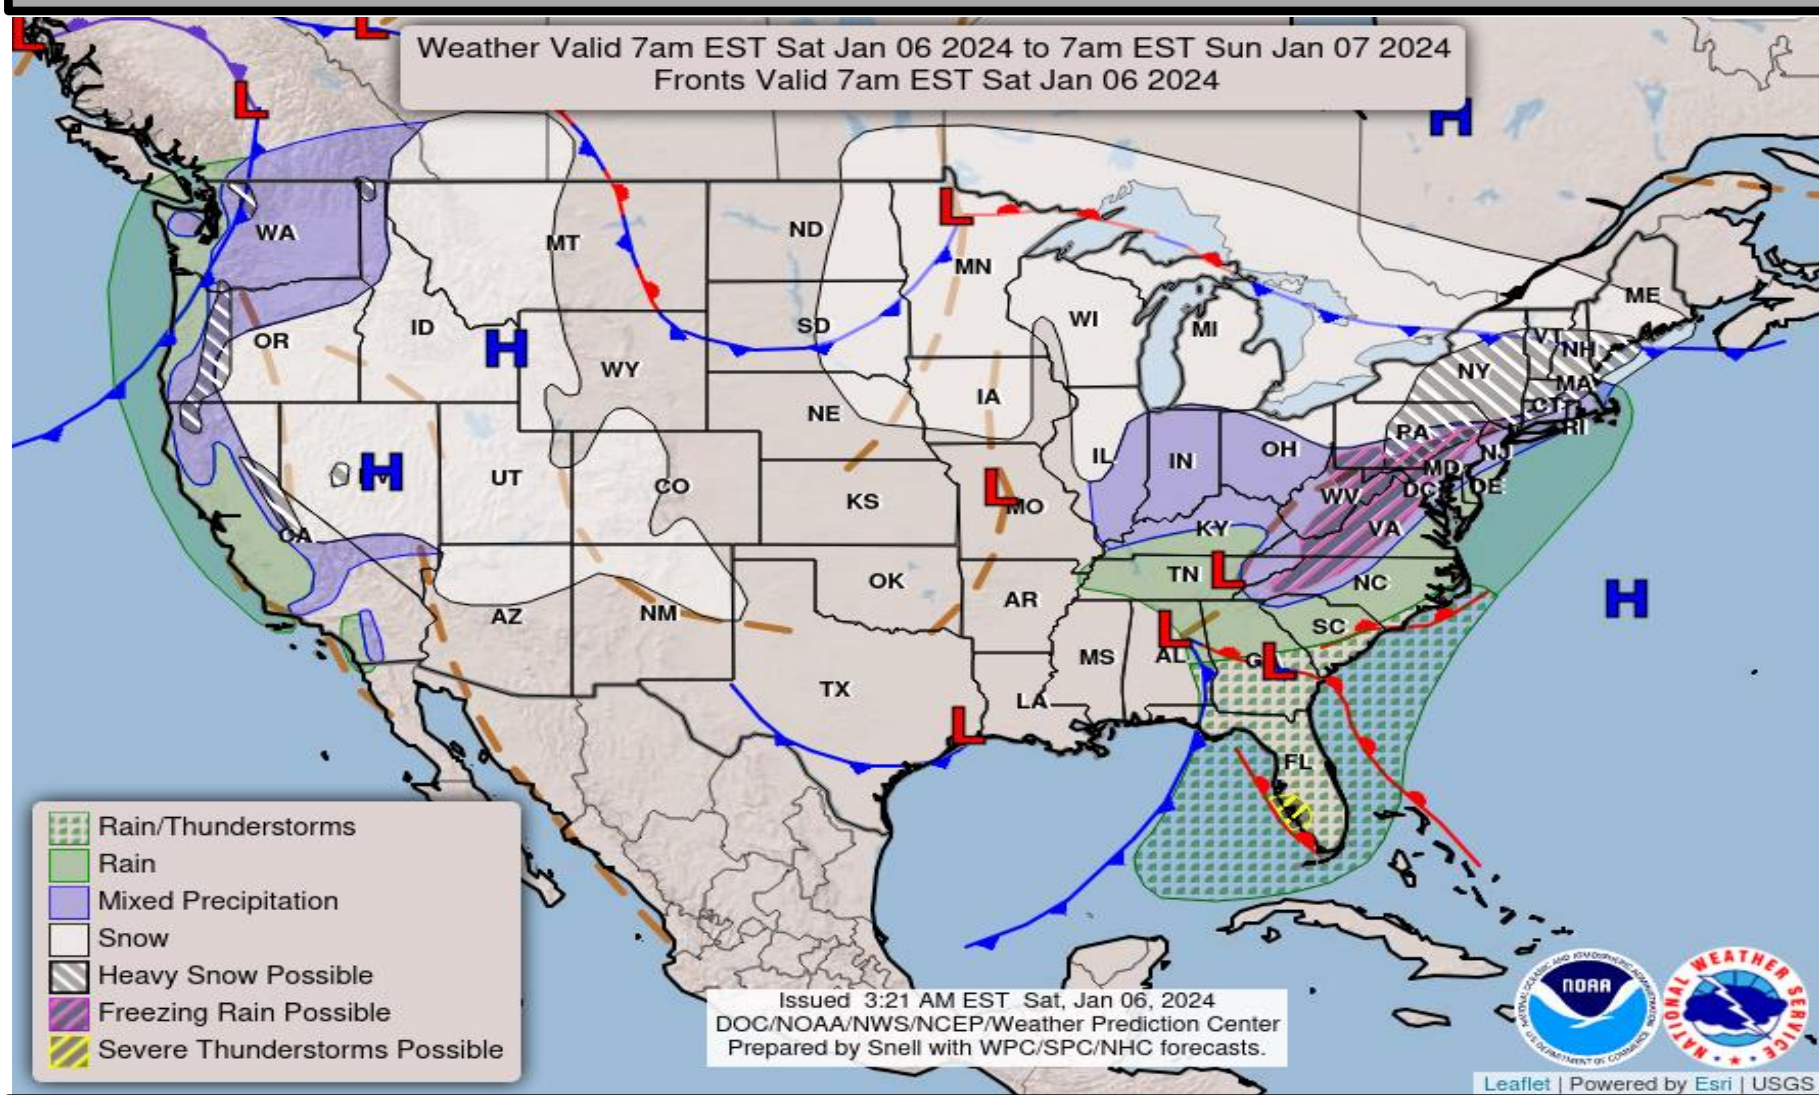 Weather Valid 7am EST Sat Jan 06 2024 to 7am EST Sun Jan 07 2024
Fronts Valid 7am EST Sat Jan 06 2024
L
L
L
H
WA
MT
ND
L
MN
ME
OR
ID
H
SD
WI
MI
VT
NH
WY
NY
MA
IA
NE
CT
RI
PA
H
UT
CO
KS
L
MO
IL
IN
OH
NJ
MD
WV
DC
DE
CA
KY
VA
AZ
NM
OK
AR
TN
L
NC
H
SC
L
MS
AL
L
TX
LA
L
FL
Rain/Thunderstorms
Rain
Mixed Precipitation
Snow
Heavy Snow Possible
Freezing Rain Possible
Severe Thunderstorms Possible
Issued 3:21 AM EST Sat, Jan 06, 2024
DOC/NOAA/NWS/NCEP/Weather Prediction Center
Prepared by Snell with WPC/SPC/NHC forecasts.
NOAA
NATIONAL WEATHER SERVICE
Leaflet | Powered by Esri | USGS